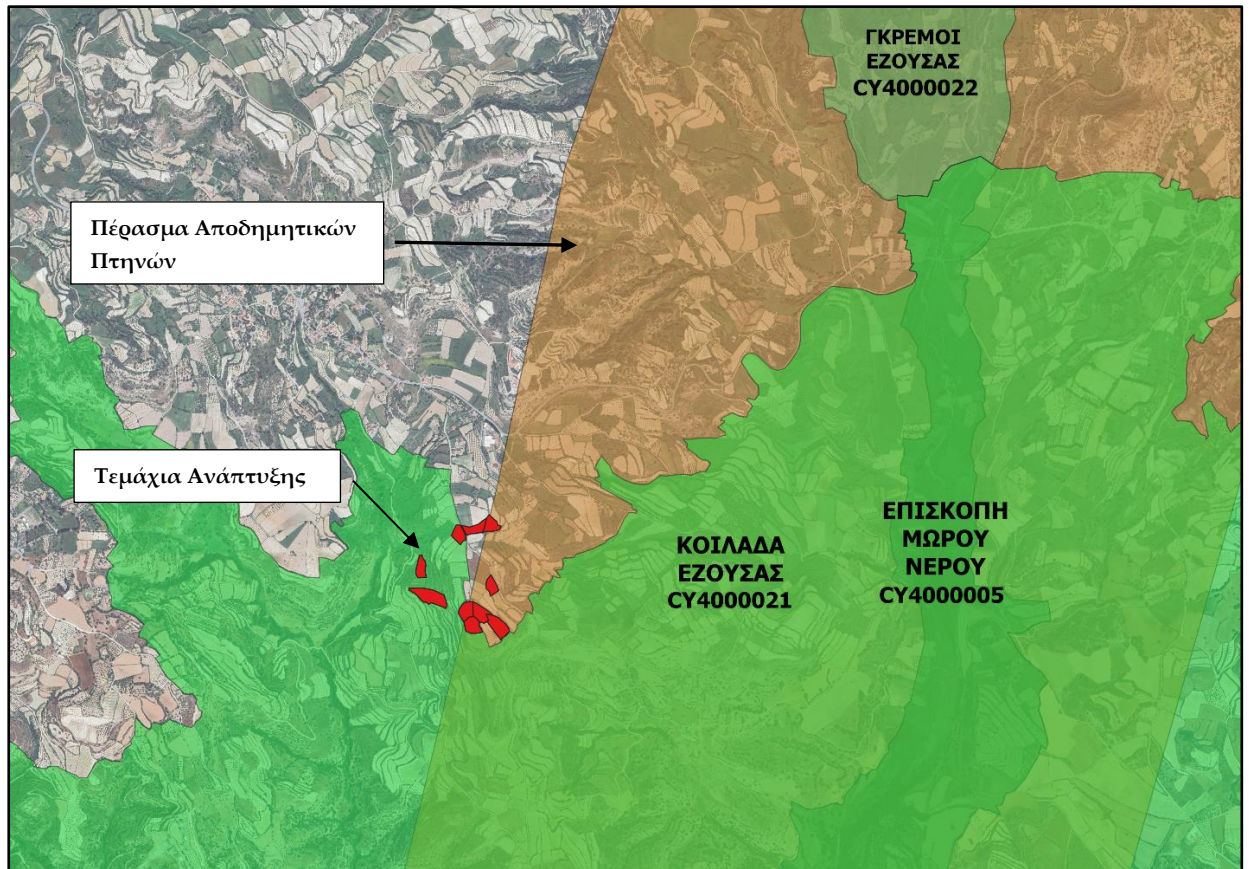 ΓΚΡΕΜΟΙ
ΕΖΟΥΣΑΣ
CY4000022
Πέρασμα Αποδημητικών
Πτηνών
Τεμάχια Ανάπτυξης
ΚΟΙΛΑΔΑ
ΕΖΟΥΣΑΣ
CY4000021
ΕΠΙΣΚΟΠΗ
ΜΩΡΟΥ
ΝΕΡΟΥ
CY4000005